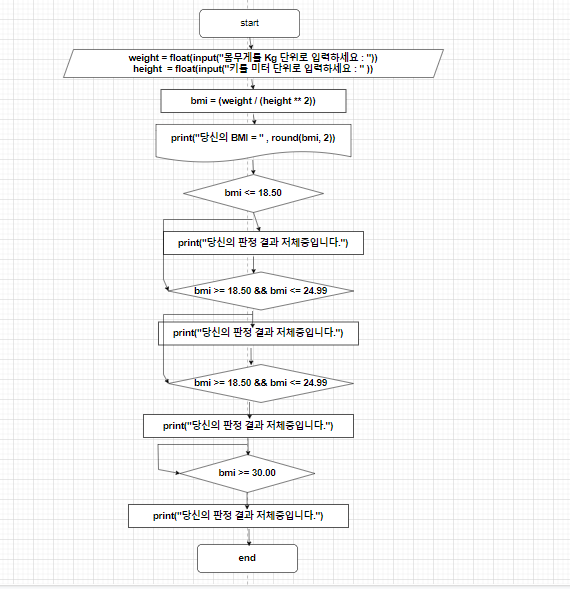 start
weight = float(input("몸무게를 Kg 단위로 입력하세요 : "))
height = float(input("키를 미터 단위로 입력하세요 : " ))
bmi = (weight / (height ** 2))
print("당신의 BMI = " , round(bmi, 2))
bmi <= 18.50
print("당신의 판정 결과 저체중입니다.")
bmi >= 18.50 && bmi <= 24.99
print("당신의 판정 결과 저체중입니다.")
bmi >= 18.50 && bmi <= 24.99
print("당신의 판정 결과 저체중입니다.")
bmi >= 30.00
print("당신의 판정 결과 저체중입니다.")
end